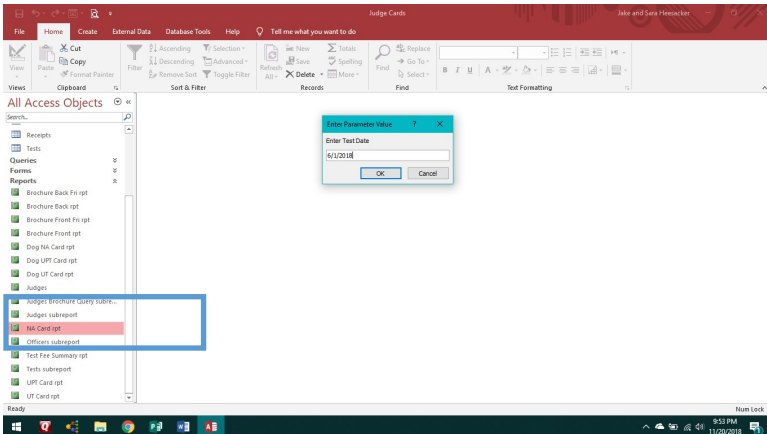 Judge Cards
Jake and Sara Heesacker
File Home Create External Data Database Tools Help Tell me what you want to do
View
Paste
Cut
Copy
Format Painter
Filter
Ascending
Descending
Remove Sort
Selection
Advanced
Toggle Filter
Refresh All
New
Save
Delete
Totals
Spelling
More
Find
Replace
Go To
Select
B I U A
Views Clipboard Sort & Filter Records Find Text Formatting
All Access Objects
Search...
Receipts
Tests
Queries
Forms
Reports
Brochure Back Fri rpt
Brochure Back rpt
Brochure Front Fri rpt
Brochure Front rpt
Dog NA Card rpt
Dog UPT Card rpt
Dog UT Card rpt
Judges
Judges Brochure Query subre...
Judges subreport
NA Card rpt
Officers subreport
Test Fee Summary rpt
Tests subreport
UPT Card rpt
UT Card rpt
Enter Parameter Value ? X
Enter Test Date
6/1/2018
OK Cancel
Ready
Num Lock
9:53 PM
11/20/2018